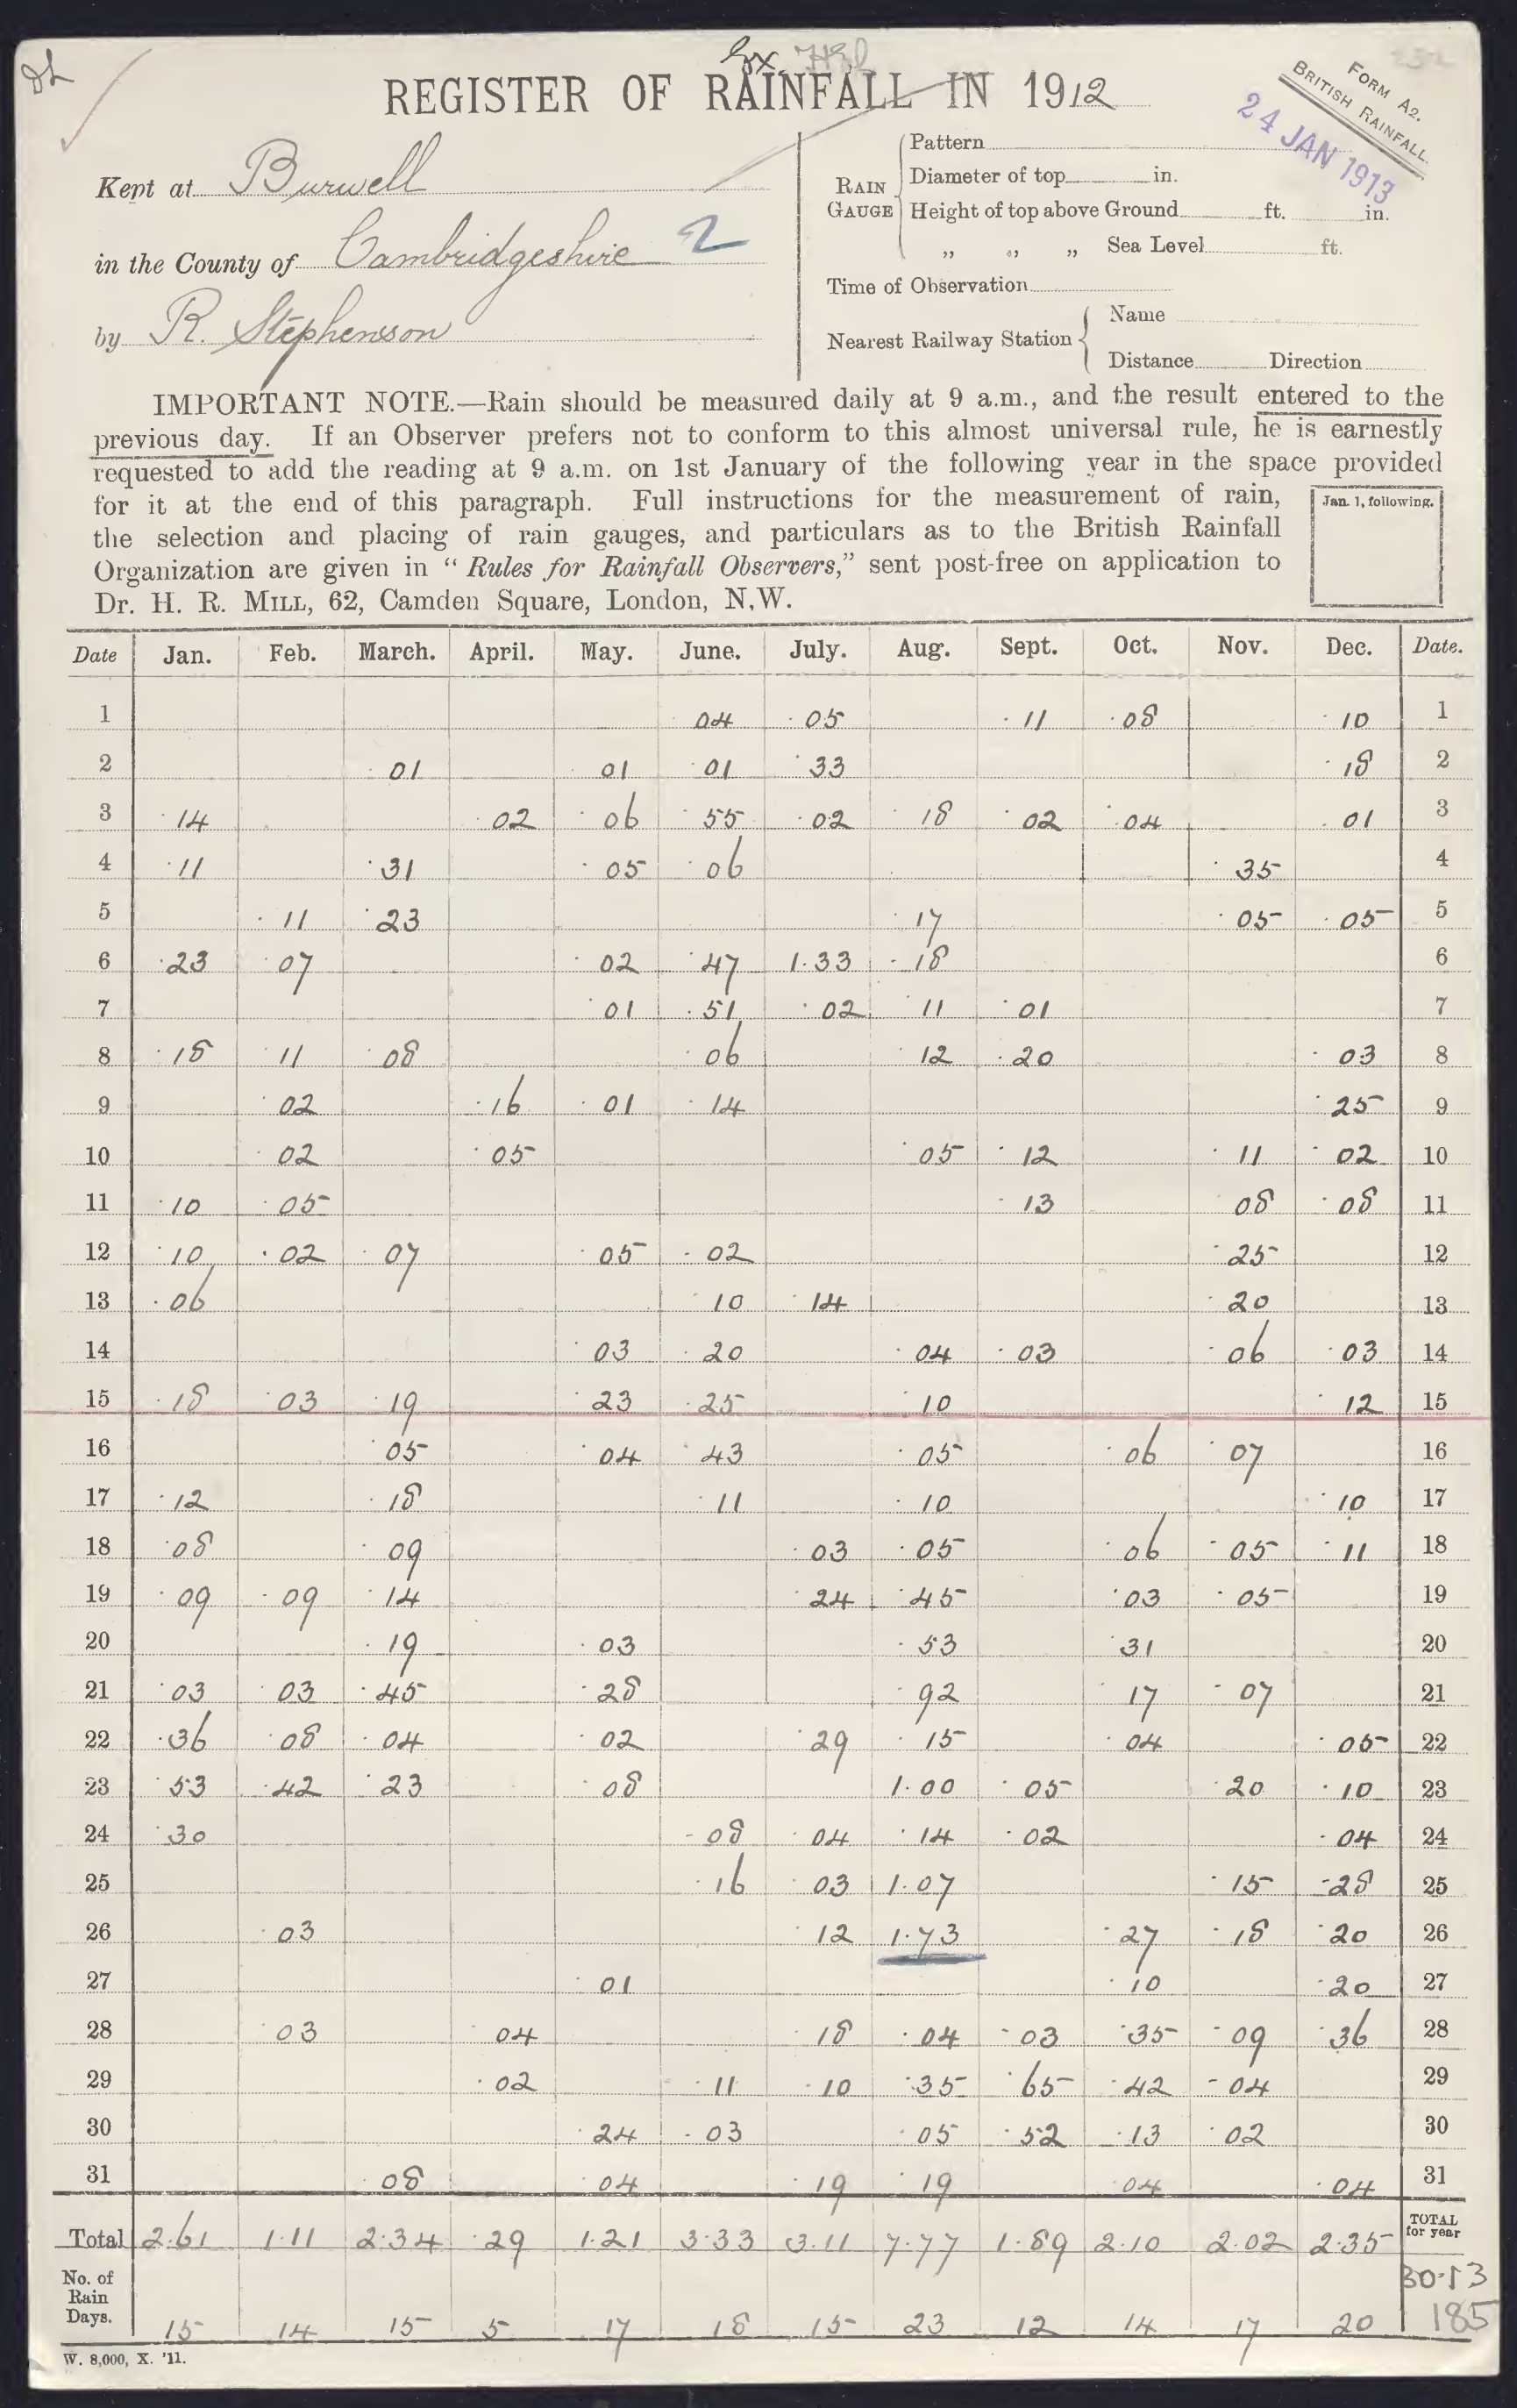 DL
Ex.
REGISTER OF RAINFALL IN 1912
FORM A2.
BRITISH RAINFALL.
24 JAN 1913
Kept at Burwell
in the County of Cambridgeshire 2
by R. Stephenson
RAIN GAUGE
Pattern
Diameter of top in.
Height of top above Ground ft. in.
„ „ „ Sea Level ft.
Time of Observation
Nearest Railway Station
Name
Distance Direction
IMPORTANT NOTE.—Rain should be measured daily at 9 a.m., and the result entered to the
previous day. If an Observer prefers not to conform to this almost universal rule, he is earnestly
requested to add the reading at 9 a.m. on 1st January of the following year in the space provided
for it at the end of this paragraph. Full instructions for the measurement of rain,
the selection and placing of rain gauges, and particulars as to the British Rainfall
Organization are given in “Rules for Rainfall Observers,” sent post-free on application to
Dr. H. R. MILL, 62, Camden Square, London, N.W.
Jan. 1, following.
Date Jan. Feb. March. April. May. June. July. Aug. Sept. Oct. Nov. Dec. Date.
1 04 ·05 ·11 ·08 ·10 1
2 ·01 01 ·01 ·33 ·18 2
3 ·14 ·02 ·06 ·55 ·02 18 ·02 ·04 ·01 3
4 ·11 ·31 ·05 ·06 ·35 4
5 ·11 ·23 17 ·05 ·05 5
6 ·23 ·07 ·02 ·47 1·33 ·18 6
7 ·01 ·51 ·02 ·11 ·01 7
8 ·18 ·11 ·08 ·06 ·12 ·20 ·03 8
9 ·02 ·16 ·01 ·14 ·25 9
10 ·02 ·05 ·05 ·12 ·11 ·02 10
11 ·10 ·05 ·13 08 ·08 11
12 ·10 ·02 ·07 ·05 ·02 ·25 12
13 ·06 ·10 ·14 ·20 13
14 ·03 ·20 ·04 ·03 ·06 ·03 14
15 ·18 ·03 ·19 ·23 ·25 ·10 ·12 15
16 ·05 ·04 ·43 ·05 ·06 ·07 16
17 ·12 ·18 ·11 ·10 ·10 17
18 ·08 ·09 ·03 ·05 ·06 ·05 ·11 18
19 ·09 ·09 ·14 ·24 ·45 ·03 ·05 19
20 ·19 ·03 ·53 ·31 20
21 ·03 ·03 ·45 ·28 ·92 ·17 ·07 21
22 ·36 ·08 ·04 ·02 ·29 ·15 ·04 ·05 22
23 ·53 ·42 ·23 ·08 1·00 ·05 ·20 ·10 23
24 ·30 ·08 ·04 ·14 ·02 ·04 24
25 ·16 ·03 1·07 ·15 ·28 25
26 ·03 ·12 1·73 ·27 ·18 ·20 26
27 ·01 ·10 ·20 27
28 ·03 ·04 ·18 ·04 ·03 ·35 ·09 ·36 28
29 ·02 ·11 ·10 ·35 ·65 ·42 ·04 29
30 ·24 ·03 ·05 ·52 ·13 ·02 30
31 ·08 ·04 ·19 ·19 ·04 ·04 31
Total 2·61 1·11 2·34 ·29 1·21 3·33 3·11 7·77 1·89 2·10 2·02 2·35 TOTAL for year
30·13
No. of Rain Days. 15 14 15 5 17 18 15 23 12 14 17 20 185
W. 8,000, X. '11.